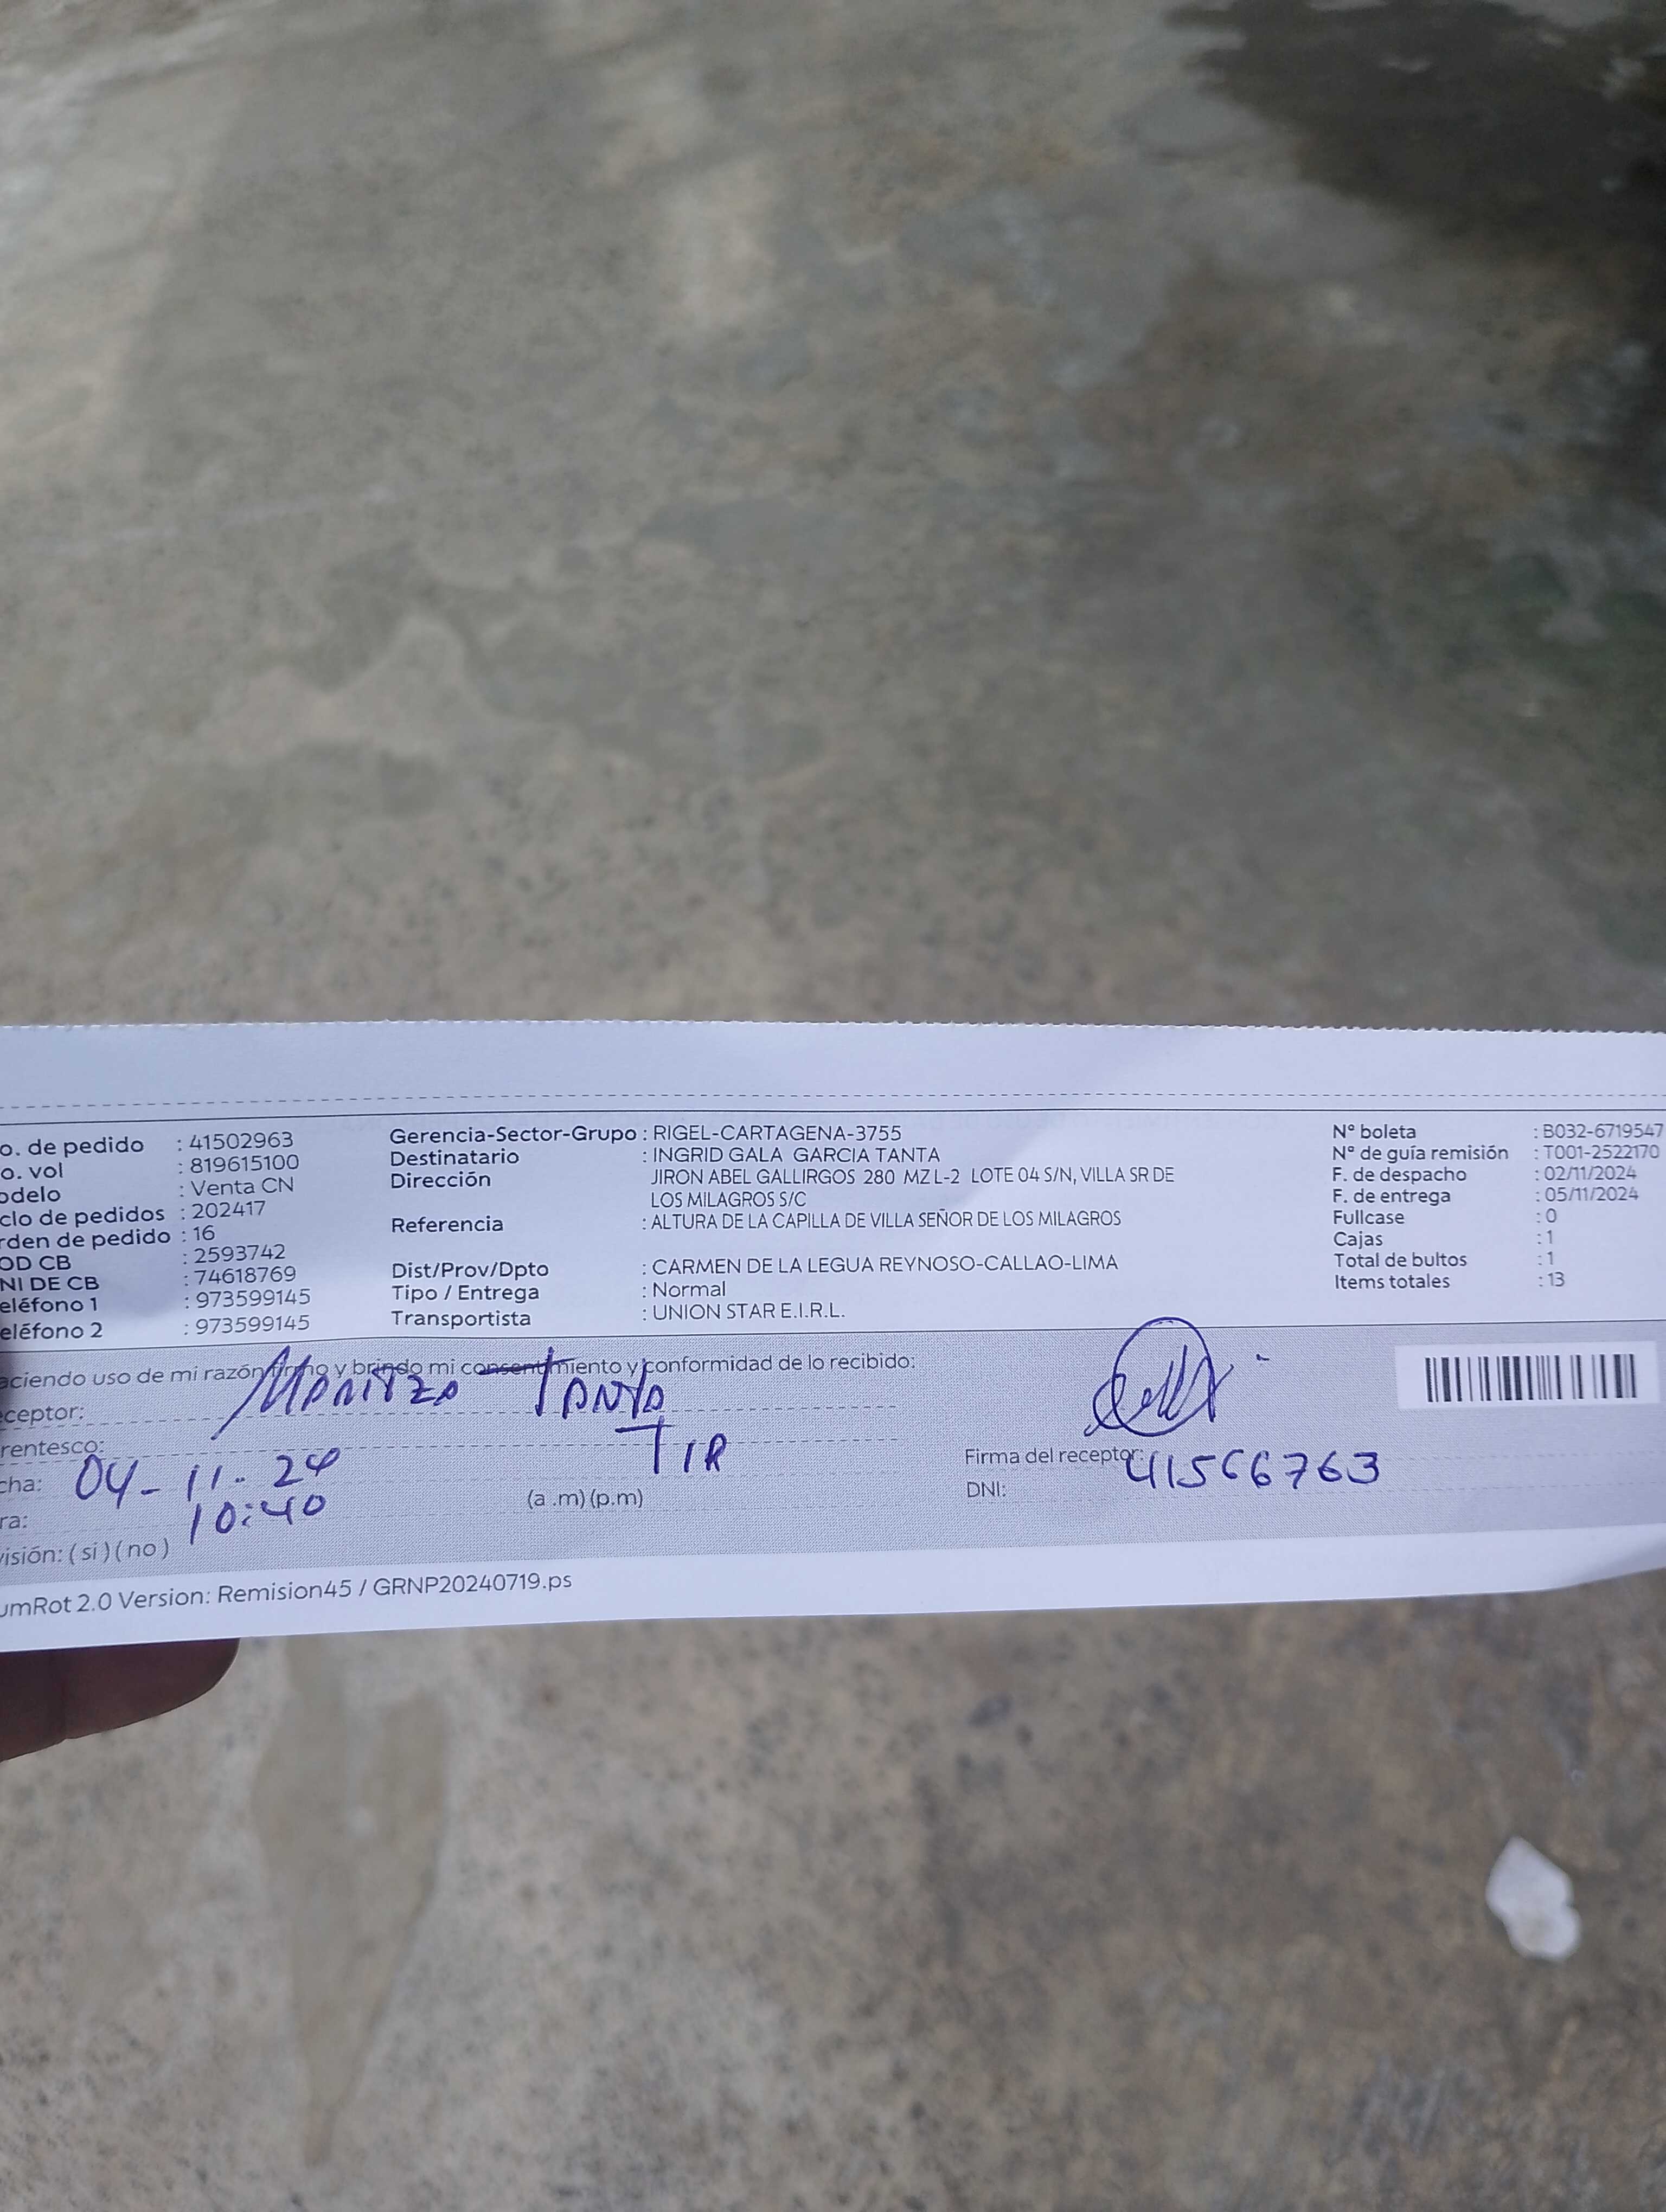 o. de pedido : 41502963
o. vol : 819615100
odelo : Venta CN
clo de pedidos : 202417
rden de pedido : 16
OD CB : 2593742
NI DE CB : 74618769
eléfono 1 : 973599145
eléfono 2 : 973599145
Gerencia-Sector-Grupo : RIGEL-CARTAGENA-3755
Destinatario : INGRID GALA GARCIA TANTA
Dirección JIRON ABEL GALLIRGOS 280 MZ L-2 LOTE 04 S/N, VILLA SR DE
LOS MILAGROS S/C
Referencia : ALTURA DE LA CAPILLA DE VILLA SEÑOR DE LOS MILAGROS
Dist/Prov/Dpto : CARMEN DE LA LEGUA REYNOSO-CALLAO-LIMA
Tipo / Entrega : Normal
Transportista : UNION STAR E.I.R.L.
N° boleta : B032-6719547
N° de guía remisión : T001-2522170
F. de despacho : 02/11/2024
F. de entrega : 05/11/2024
Fullcase : 0
Cajas : 1
Total de bultos : 1
Items totales : 13
aciendo uso de mi razón firmo y brindo mi consentimiento y conformidad de lo recibido:
ceptor: Tanta
rentesco: TIA
cha: 04-11-24
ra: 10:40 (a .m) (p.m)
visión: ( si ) ( no )
Firma del receptor:
DNI: 41566763
umRot 2.0 Version: Remision45 / GRNP20240719.ps